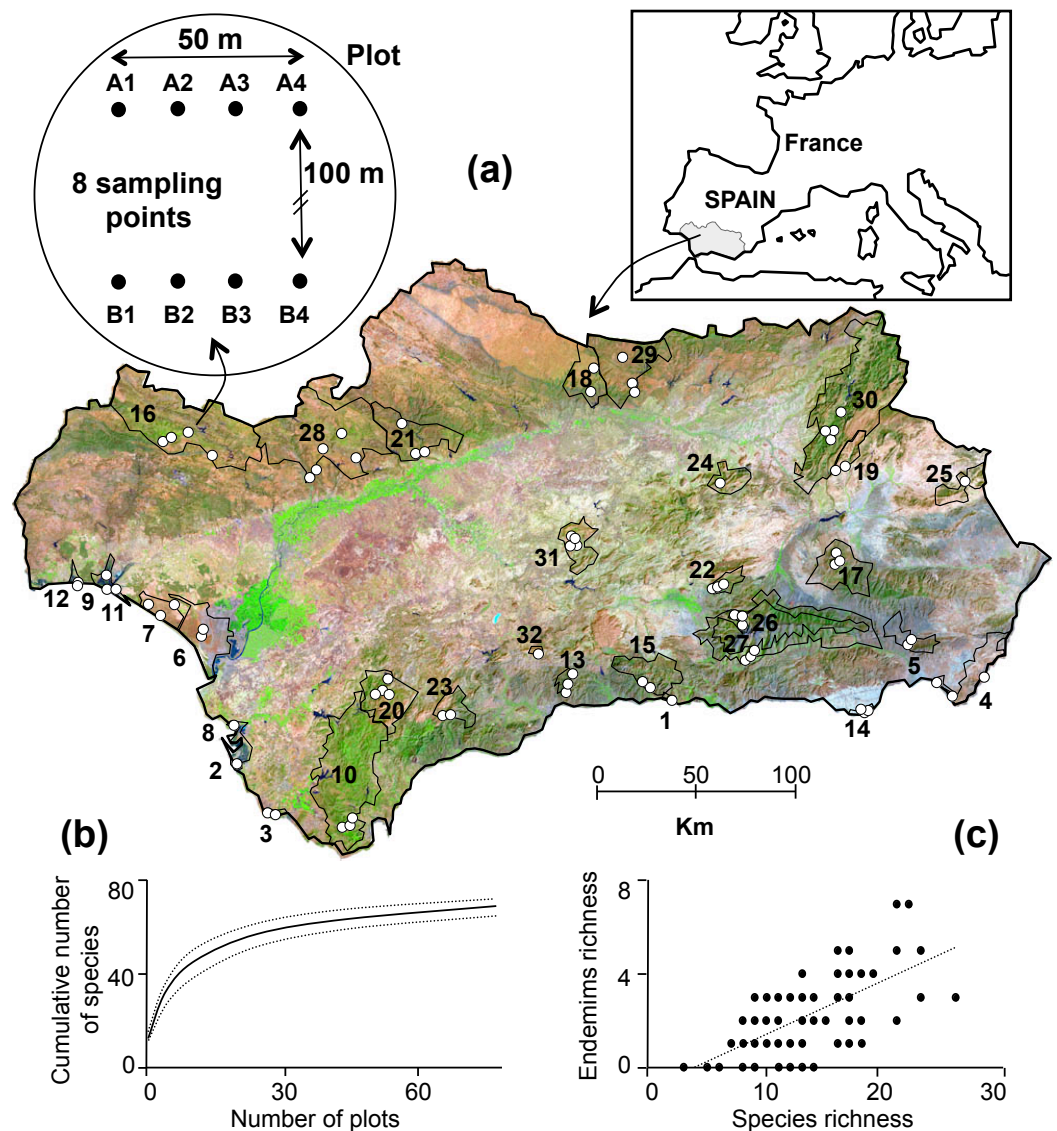 50 m
Plot
A1 A2 A3 A4
100 m
8 sampling
points
B1 B2 B3 B4
(a)
France
SPAIN
29
18
30
16
28
21
24
19
25
31
22
17
12
9
11
7
6
26
27
32
15
13
5
4
20
23
1
14
8
2
10
3
0 50 100
Km
(b)
80
40
0
0 30 60
Cumulative number
of species
Number of plots
(c)
8
4
0
0 10 20 30
Endemims richness
Species richness